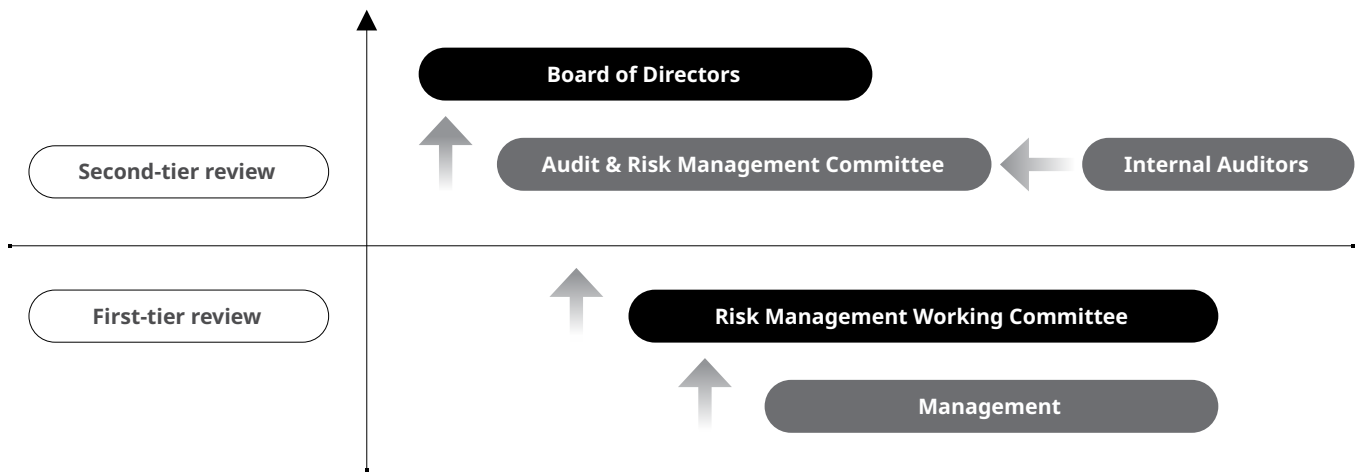 Board of Directors
Second-tier review
Audit & Risk Management Committee
Internal Auditors
First-tier review
Risk Management Working Committee
Management